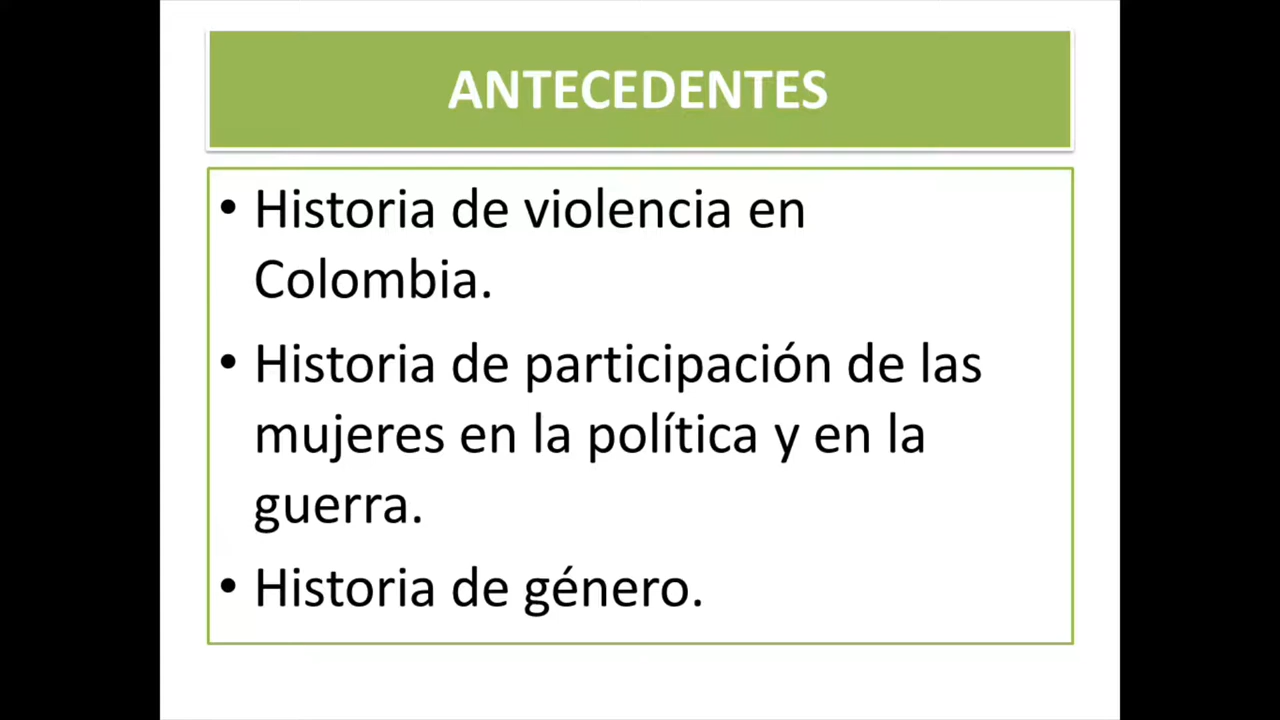 ANTECEDENTES
• Historia de violencia en
Colombia.
• Historia de participación de las
mujeres en la política y en la
guerra.
• Historia de género.